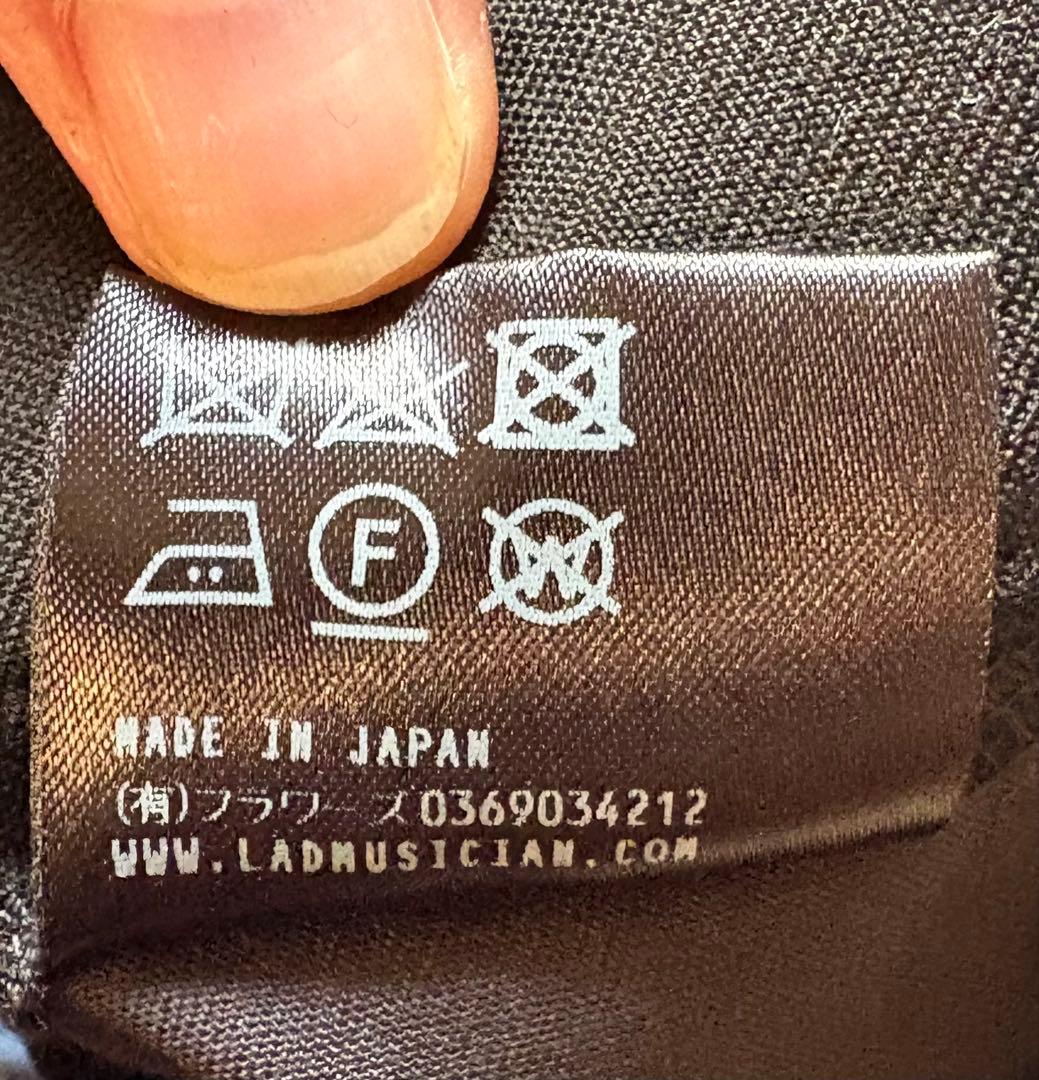 F
W
MADE IN JAPAN
(有)フラワーズ0369034212
WWW.LADMUSICIAN.COM